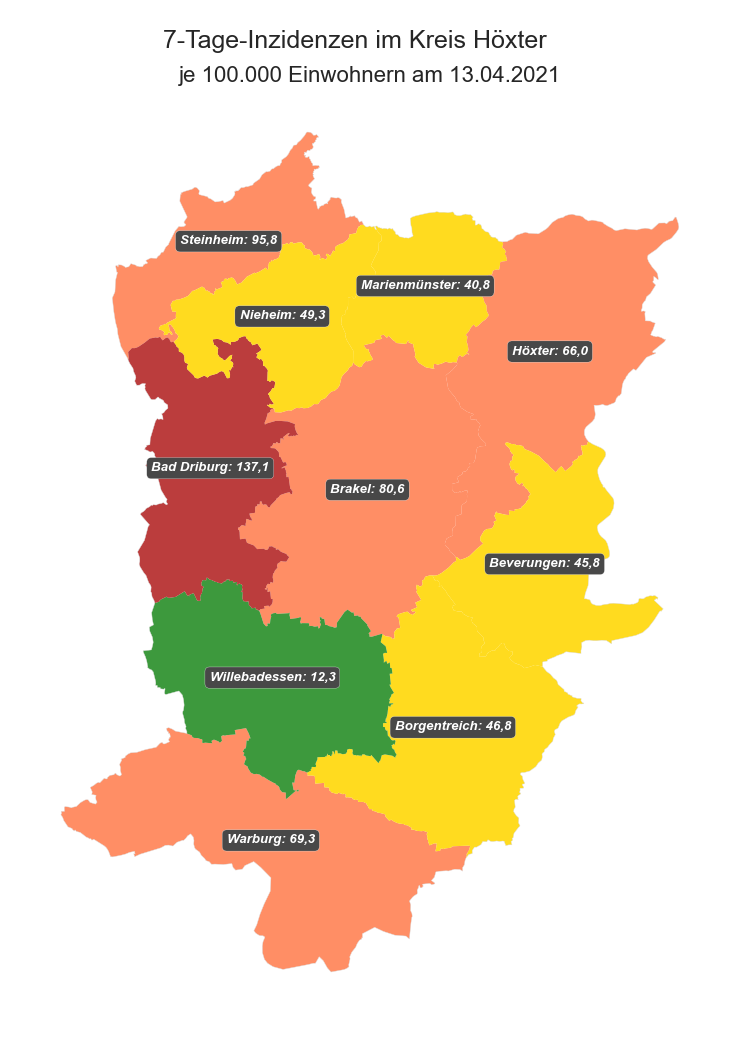 7-Tage-Inzidenzen im Kreis Höxter
je 100.000 Einwohnern am 13.04.2021
Steinheim: 95,8
Marienmünster: 40,8
Nieheim: 49,3
Höxter: 66,0
Bad Driburg: 137,1
Brakel: 80,6
Beverungen: 45,8
Willebadessen: 12,3
Borgentreich: 46,8
Warburg: 69,3